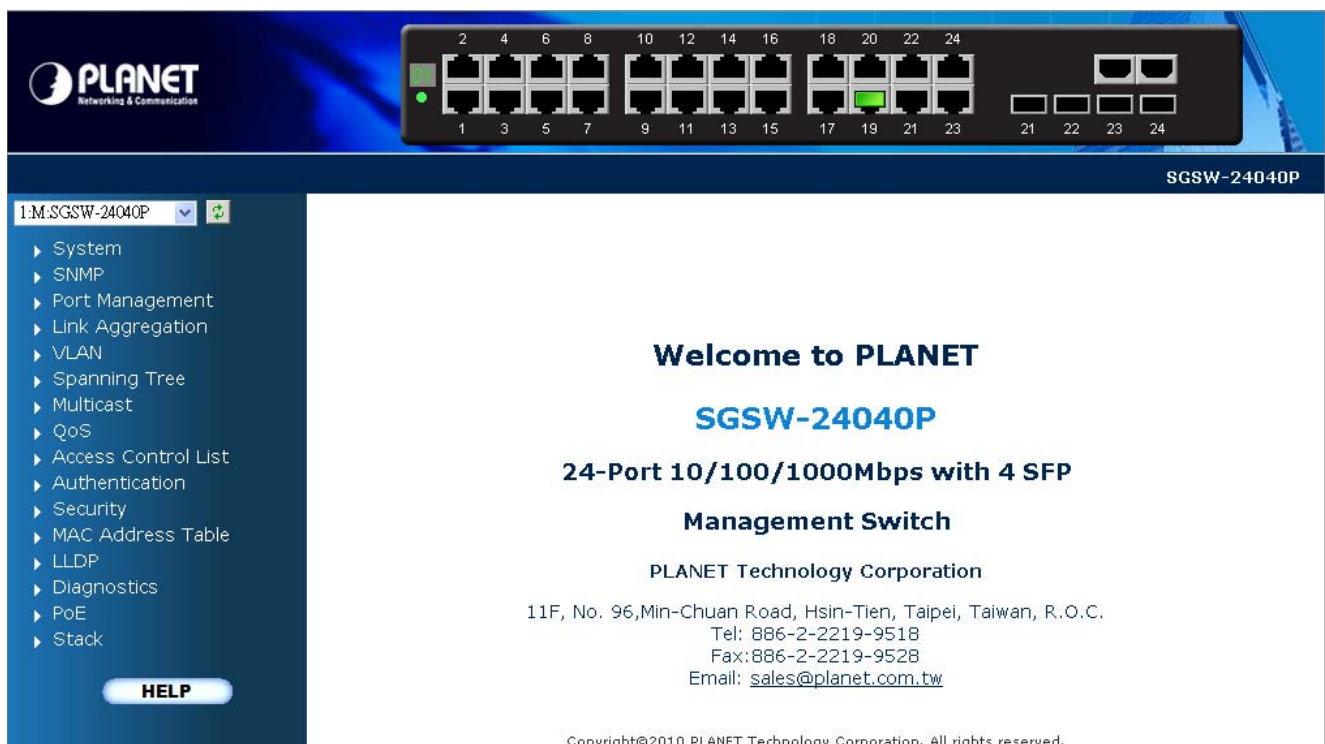 PLANET
Networking & Communication
2 4 6 8 10 12 14 16 18 20 22 24
1 3 5 7 9 11 13 15 17 19 21 23 21 22 23 24
SGSW-24040P
1:M:SGSW-24040P
System
SNMP
Port Management
Link Aggregation
VLAN
Spanning Tree
Multicast
QoS
Access Control List
Authentication
Security
MAC Address Table
LLDP
Diagnostics
PoE
Stack
HELP
Welcome to PLANET
SGSW-24040P
24-Port 10/100/1000Mbps with 4 SFP
Management Switch
PLANET Technology Corporation
11F, No. 96,Min-Chuan Road, Hsin-Tien, Taipei, Taiwan, R.O.C.
Tel: 886-2-2219-9518
Fax:886-2-2219-9528
Email: sales@planet.com.tw
Copyright©2010 PLANET Technology Corporation. All rights reserved.